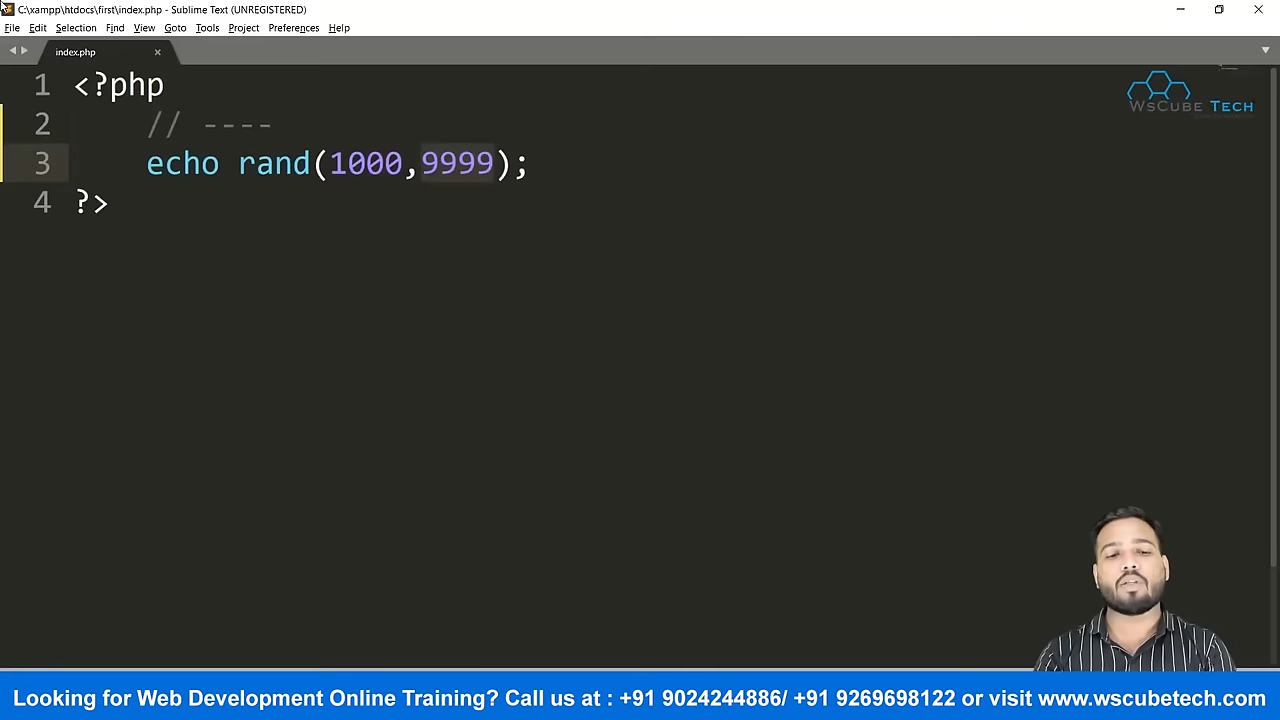 C:\xampp\htdocs\first\index.php - Sublime Text (UNREGISTERED)
File Edit Selection Find View Goto Tools Project Preferences Help
index.php
1 <?php
2 // ----
3 echo rand(1000,9999);
4 ?>
WsCube Tech
Looking for Web Development Online Training? Call us at : +91 9024244886/ +91 9269698122 or visit www.wscubetech.com